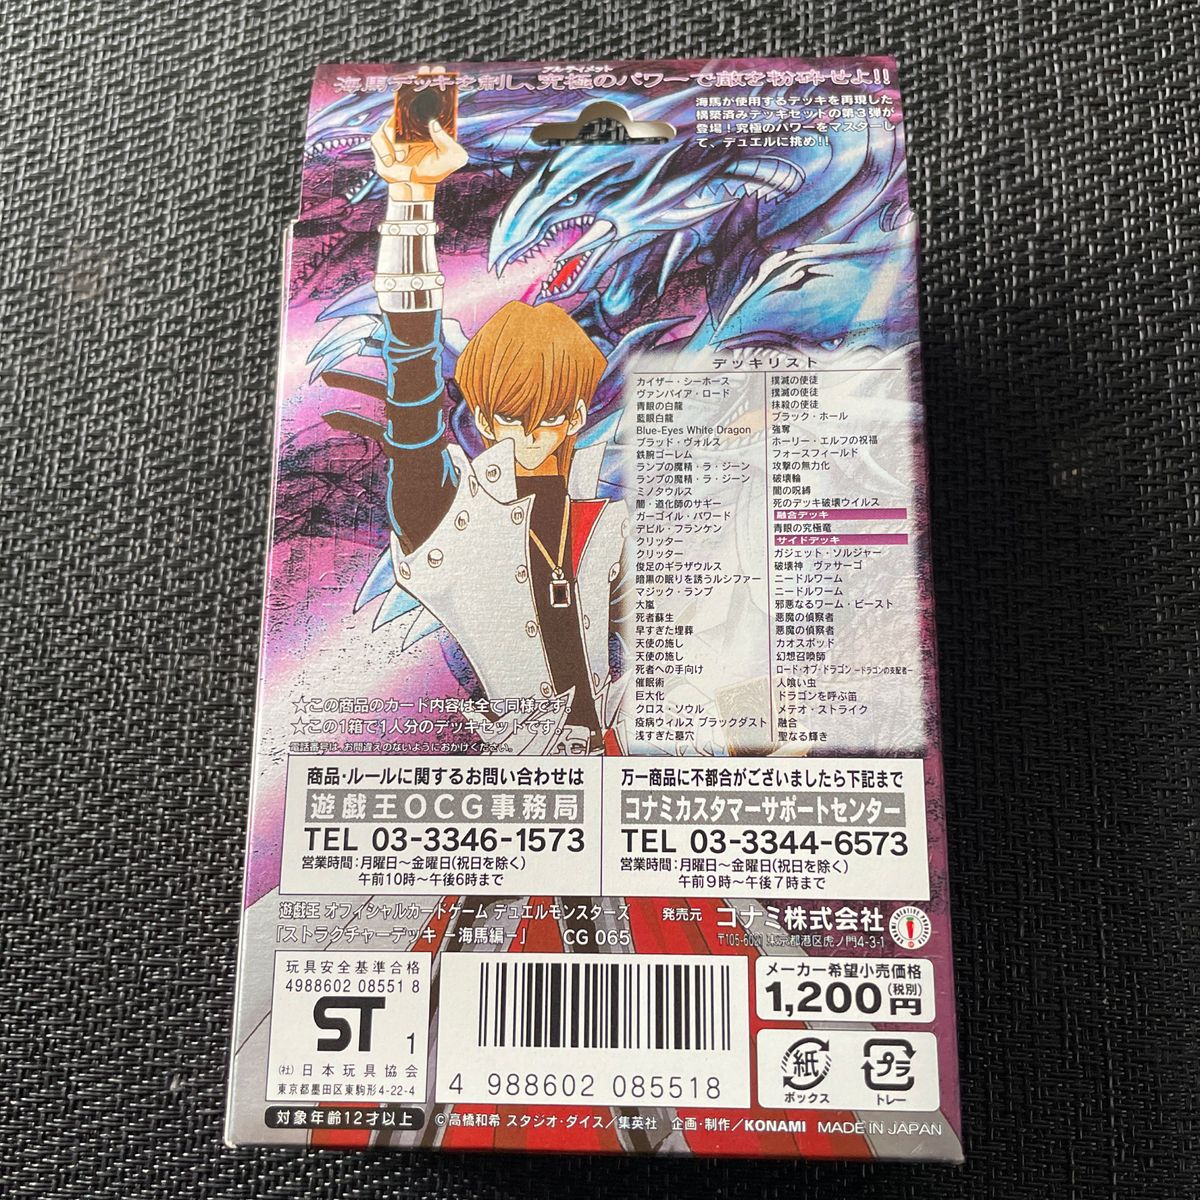 アルティメット
海馬デッキを制し、究極のパワーで敵を粉砕せよ!!
海馬が使用するデッキを再現した
構築済みデッキセットの第3弾が
登場!究極のパワーをマスターし
て、デュエルに挑め!!
デッキリスト
カイザー・シーホース
ヴァンパイア・ロード
青眼の白龍
藍眼白龍
Blue-Eyes White Dragon
ブラッド・ヴォルス
鉄腕ゴーレム
ランプの魔精・ラ・ジーン
ランプの魔精・ラ・ジーン
ミノタウルス
闇・道化師のサギー
ガーゴイル・パワード
デビル・フランケン
クリッター
クリッター
俊足のギラザウルス
暗黒の眠りを誘うルシファー
マジック・ランプ
大嵐
死者蘇生
早すぎた埋葬
天使の施し
天使の施し
死者への手向け
催眠術
巨大化
クロス・ソウル
疫病ウィルス ブラックダスト
浅すぎた墓穴
撲滅の使徒
撲滅の使徒
抹殺の使徒
ブラック・ホール
強奪
ホーリー・エルフの祝福
フォースフィールド
攻撃の無力化
破壊輪
闇の呪縛
死のデッキ破壊ウイルス
融合デッキ
青眼の究極竜
サイドデッキ
ガジェット・ソルジャー
破壊神 ヴァサーゴ
ニードルワーム
ニードルワーム
邪悪なるワーム・ビースト
悪魔の偵察者
悪魔の偵察者
カオスポッド
幻想召喚師
ロード・オブ・ドラゴン -ドラゴンの支配者-
人喰い虫
ドラゴンを呼ぶ笛
メテオ・ストライク
融合
聖なる輝き
☆この商品のカード内容は全て同様です。
☆この1箱で1人分のデッキセットです。
電話番号は、お間違えのないようにおかけください。
商品・ルールに関するお問い合わせは
遊戯王OCG事務局
TEL 03-3346-1573
営業時間:月曜日〜金曜日(祝日を除く)
午前10時〜午後6時まで
万一商品に不都合がございましたら下記まで
コナミカスタマーサポートセンター
TEL 03-3344-6573
営業時間:月曜日〜金曜日(祝日を除く)
午前9時〜午後7時まで
遊戯王 オフィシャルカードゲーム デュエルモンスターズ
「ストラクチャーデッキ -海馬編-」 CG 065
発売元 コナミ株式会社
〒105-6021 東京都港区虎ノ門4-3-1
玩具安全基準合格
4988602 08551 8
ST 1
(社)日本玩具協会
東京都墨田区東駒形4-22-4
対象年齢12才以上
4 988602 085518
メーカー希望小売価格
1,200円(税別)
紙
ボックス
プラ
トレー
©高橋和希 スタジオ・ダイス/集英社 企画・制作/KONAMI MADE IN JAPAN